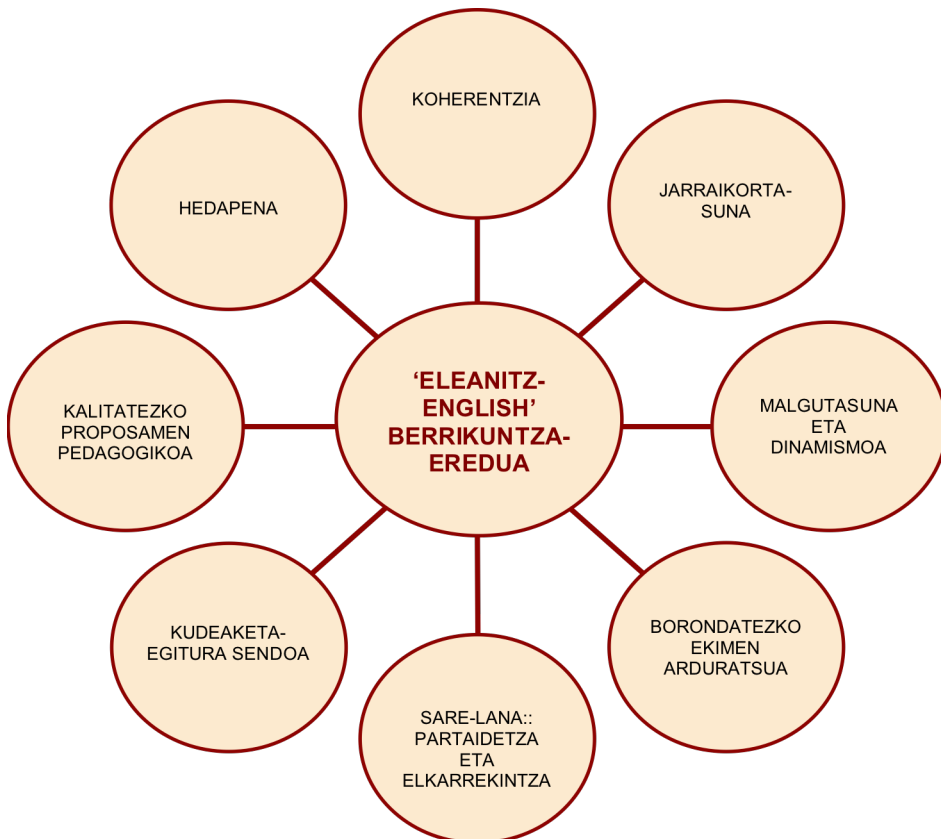 KOHERENTZIA
JARRAIKORTA-
SUNA
MALGUTASUNA
ETA
DINAMISMOA
BORONDATEZKO
EKIMEN
ARDURATSUA
SARE-LANA::
PARTAIDETZA
ETA
ELKARREKINTZA
KUDEAKETA-
EGITURA SENDOA
KALITATEZKO
PROPOSAMEN
PEDAGOGIKOA
HEDAPENA
‘ELEANITZ-
ENGLISH’
BERRIKUNTZA-
EREDUA